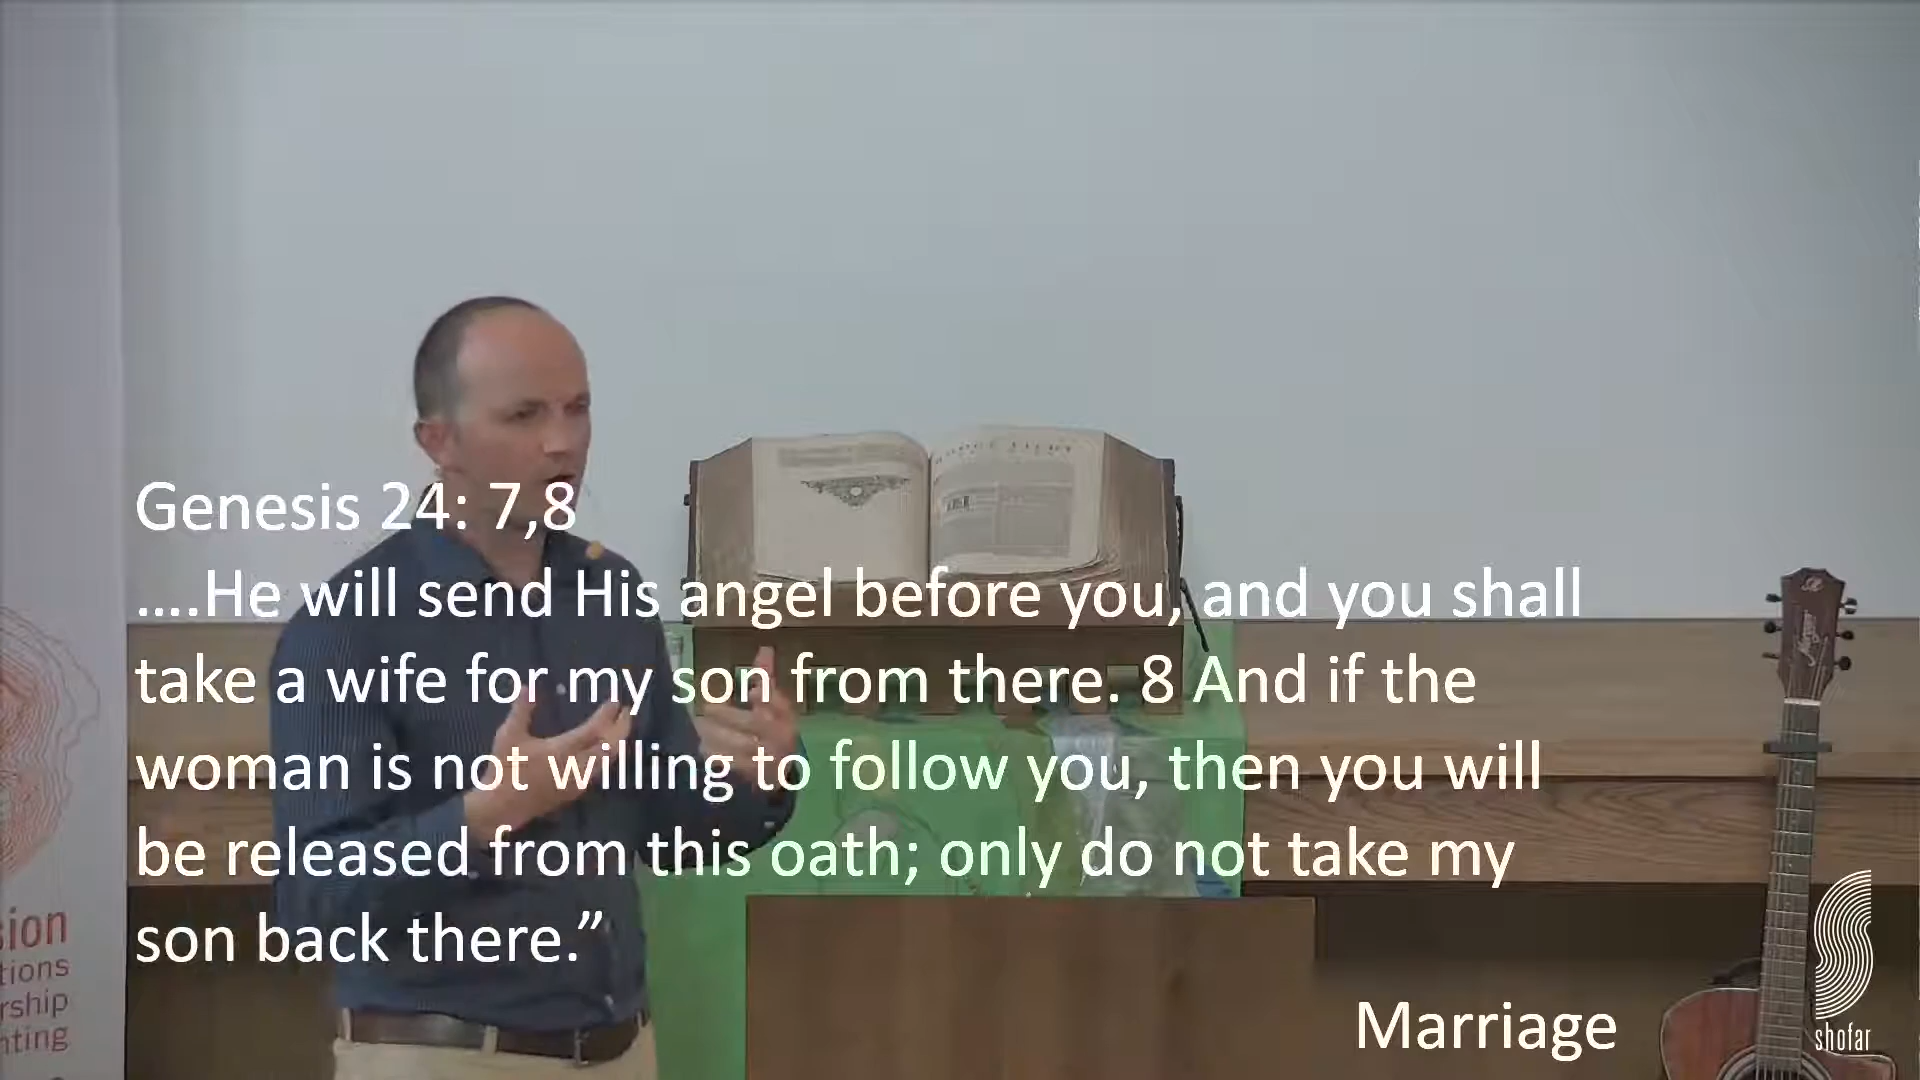 Genesis 24: 7,8
....He will send His angel before you, and you shall
take a wife for my son from there. 8 And if the
woman is not willing to follow you, then you will
be released from this oath; only do not take my
son back there.”
Marriage
shofar
sion
tions
rship
nting